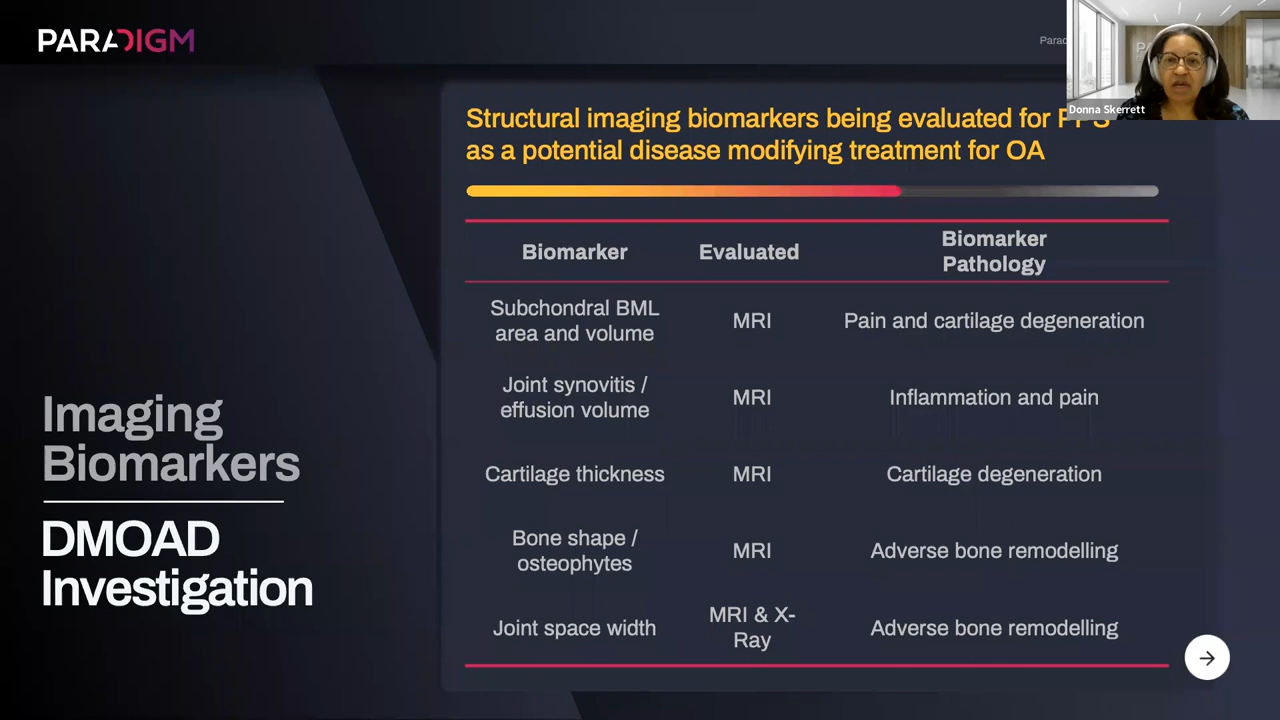 PARADIGM
Parad
Donna Skerrett
Structural imaging biomarkers being evaluated for
as a potential disease modifying treatment for OA
Biomarker Evaluated Biomarker
Pathology
Subchondral BML
area and volume
MRI
Pain and cartilage degeneration
Joint synovitis /
effusion volume
MRI
Inflammation and pain
Cartilage thickness
MRI
Cartilage degeneration
Bone shape /
osteophytes
MRI
Adverse bone remodelling
Joint space width
MRI & X-
Ray
Adverse bone remodelling
Imaging
Biomarkers
DMOAD
Investigation